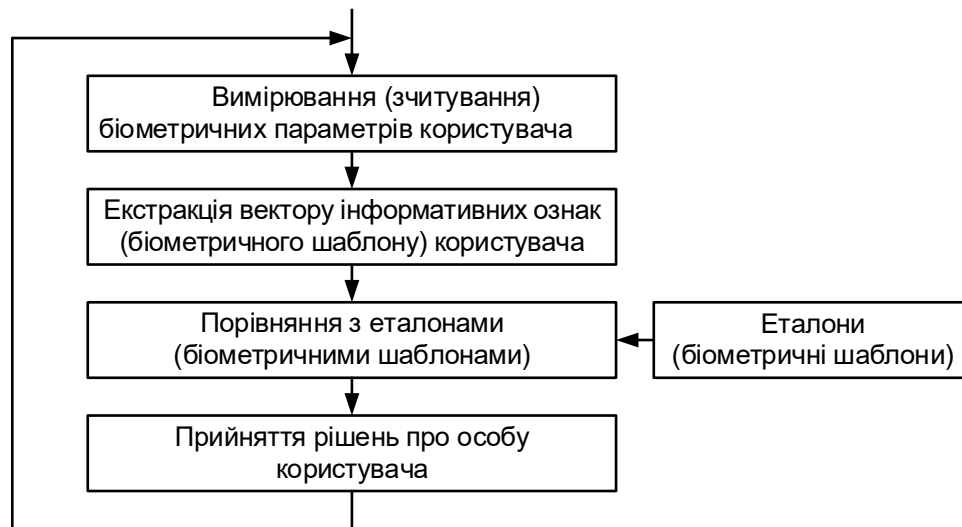 Вимірювання (зчитування)
біометричних параметрів користувача
Екстракція вектору інформативних ознак
(біометричного шаблону) користувача
Порівняння з еталонами
(біометричними шаблонами)
Еталони
(біометричні шаблони)
Прийняття рішень про особу
користувача